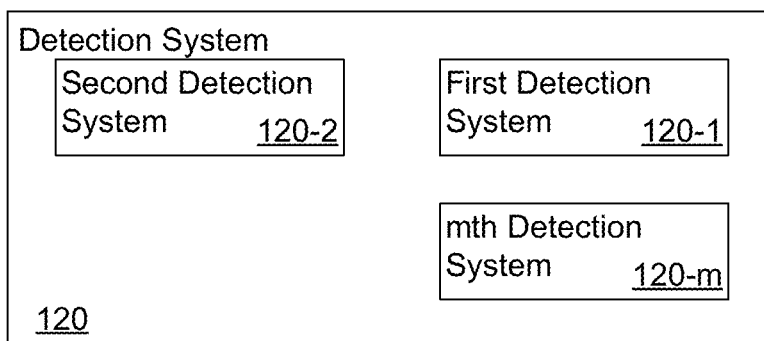 Detection System
Second Detection
System 120-2
First Detection
System 120-1
mth Detection
System 120-m
120